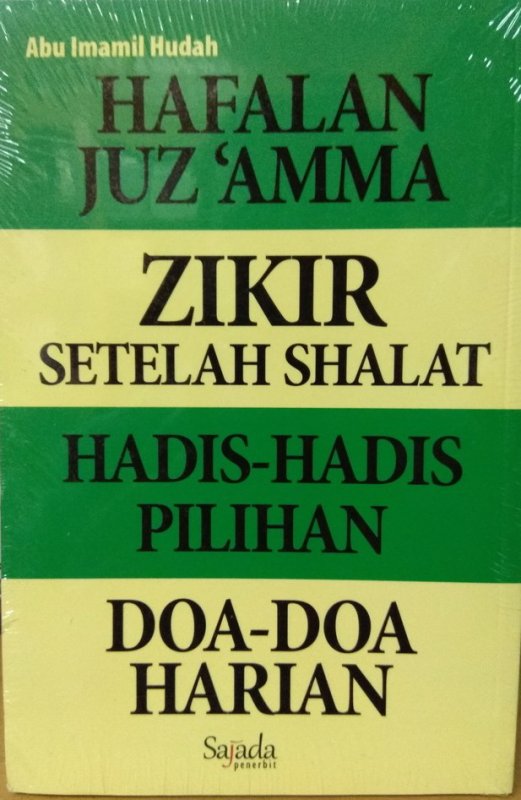 Abu Imamil Hudah
HAFALAN
JUZ ‘AMMA
ZIKIR
SETELAH SHALAT
HADIS-HADIS
PILIHAN
DOA-DOA
HARIAN
Sajada
penerbit